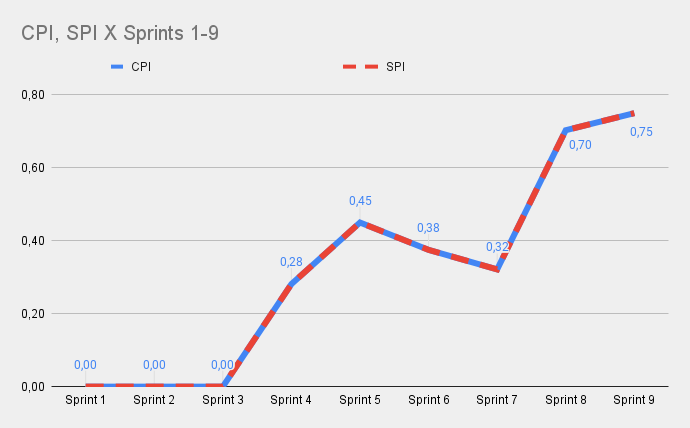 CPI, SPI X Sprints 1-9
CPI SPI
0,80
0,60
0,40
0,20
0,00
0,00 0,00 0,00 0,28 0,45 0,38 0,32 0,70 0,75
Sprint 1 Sprint 2 Sprint 3 Sprint 4 Sprint 5 Sprint 6 Sprint 7 Sprint 8 Sprint 9